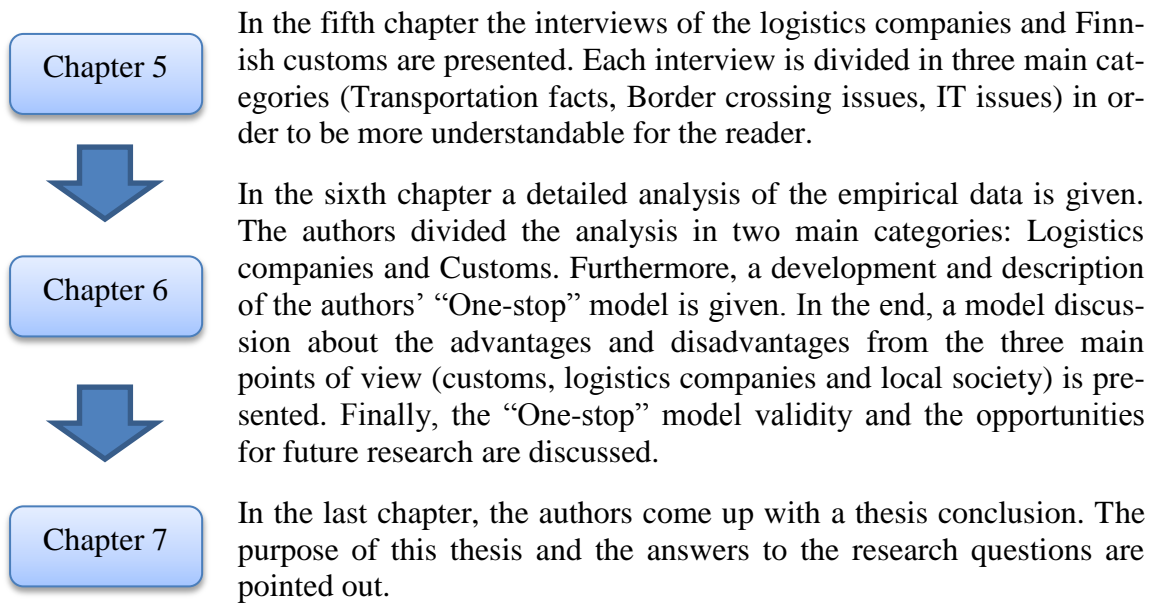 Chapter 5
In the fifth chapter the interviews of the logistics companies and Finn-
ish customs are presented. Each interview is divided in three main cat-
egories (Transportation facts, Border crossing issues, IT issues) in or-
der to be more understandable for the reader.
Chapter 6
In the sixth chapter a detailed analysis of the empirical data is given.
The authors divided the analysis in two main categories: Logistics
companies and Customs. Furthermore, a development and description
of the authors’ “One-stop” model is given. In the end, a model discus-
sion about the advantages and disadvantages from the three main
points of view (customs, logistics companies and local society) is pre-
sented. Finally, the “One-stop” model validity and the opportunities
for future research are discussed.
Chapter 7
In the last chapter, the authors come up with a thesis conclusion. The
purpose of this thesis and the answers to the research questions are
pointed out.